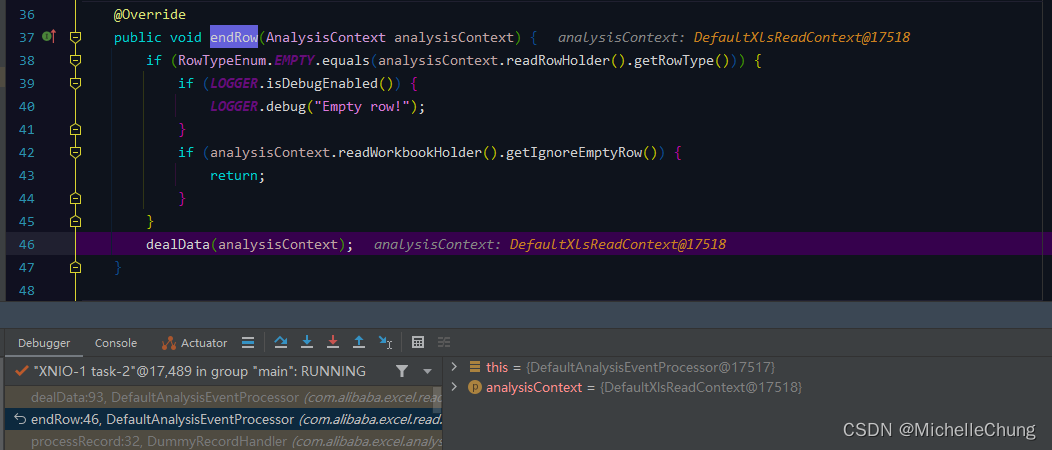 36 @Override
37 public void endRow(AnalysisContext analysisContext) { analysisContext: DefaultXlsReadContext@17518
38 if (RowTypeEnum.EMPTY.equals(analysisContext.readRowHolder().getRowType())) {
39 if (LOGGER.isDebugEnabled()) {
40 LOGGER.debug("Empty row!");
41 }
42 if (analysisContext.readWorkbookHolder().getIgnoreEmptyRow()) {
43 return;
44 }
45 }
46 dealData(analysisContext); analysisContext: DefaultXlsReadContext@17518
47 }
48
Debugger Console Actuator
"XNIO-1 task-2"@17,489 in group "main": RUNNING
dealData:93, DefaultAnalysisEventProcessor (com.alibaba.excel.read.
endRow:46, DefaultAnalysisEventProcessor (com.alibaba.excel.read.
processRecord:32, DummyRecordHandler (com.alibaba.excel.analys
this = {DefaultAnalysisEventProcessor@17517}
analysisContext = {DefaultXlsReadContext@17518}
CSDN @MichelleChung